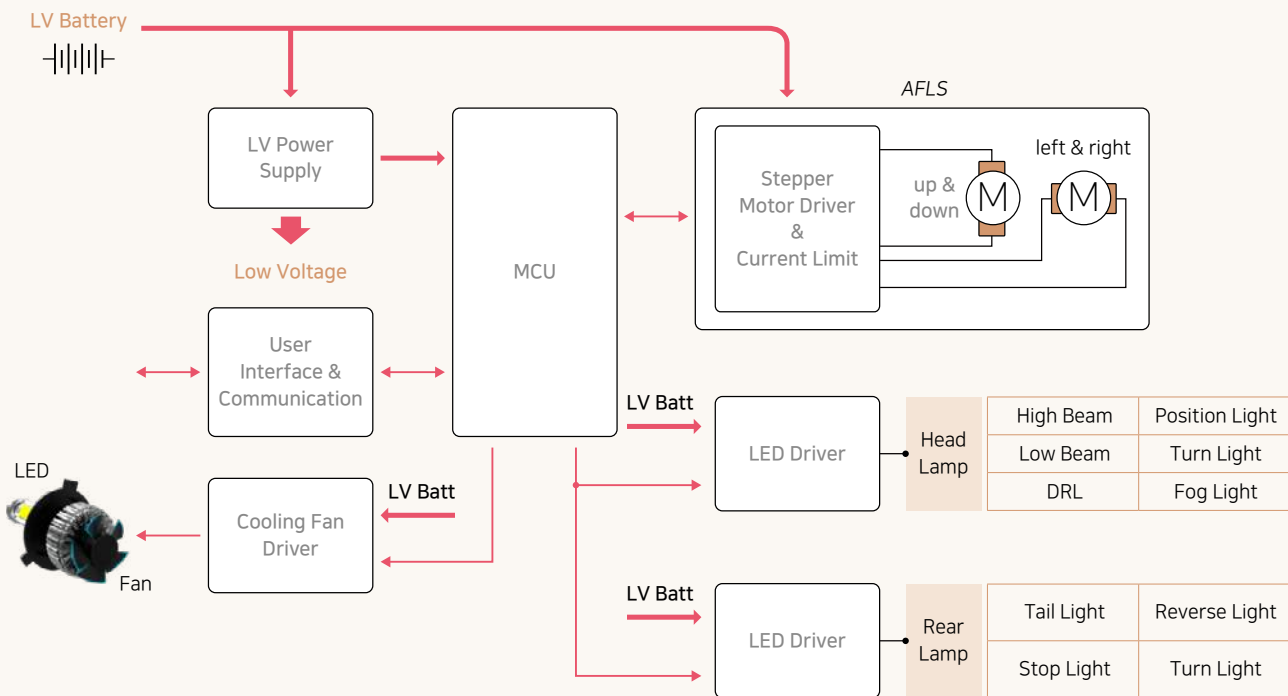 LV Battery
AFLS
LV Power
Supply
MCU
Stepper
Motor Driver
&
Current Limit
up &
down
M
left & right
M
Low Voltage
User
Interface &
Communication
LV Batt
LED Driver
Head
Lamp
High Beam
Position Light
Low Beam
Turn Light
DRL
Fog Light
LED
Fan
Cooling Fan
Driver
LV Batt
LV Batt
LED Driver
Rear
Lamp
Tail Light
Reverse Light
Stop Light
Turn Light